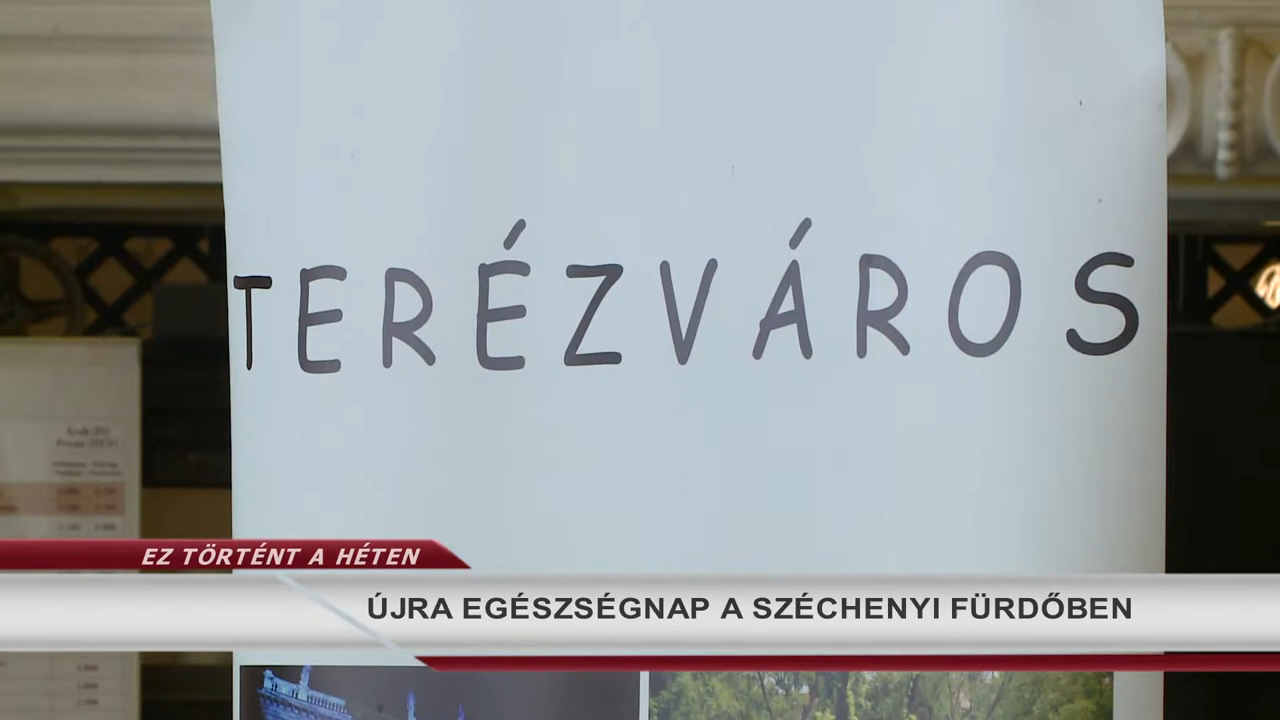 TERÉZVÁROS
EZ TÖRTÉNT A HÉTEN
ÚJRA EGÉSZSÉGNAP A SZÉCHENYI FÜRDŐBEN